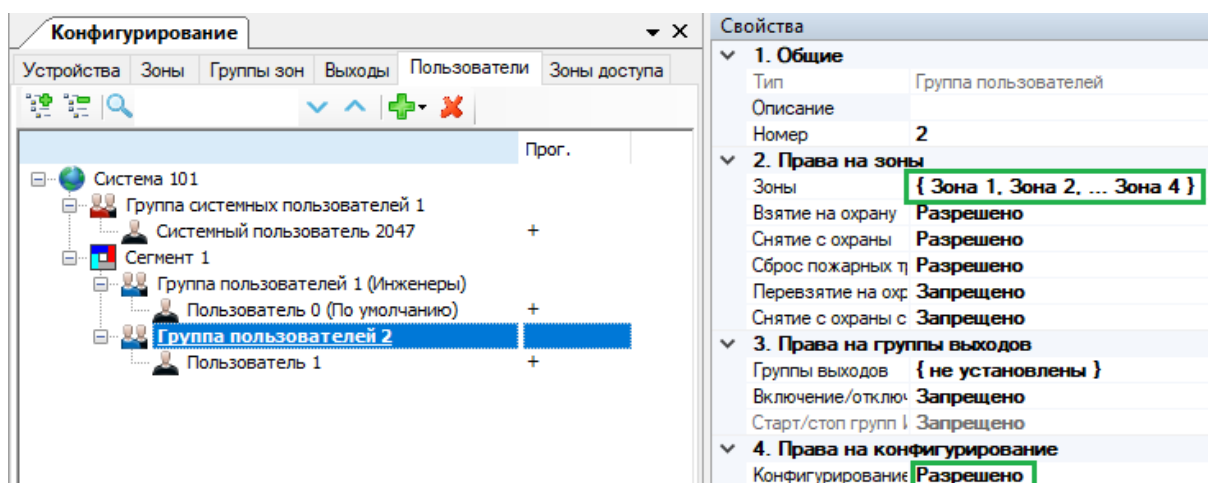 Конфигурирование
Устройства Зоны Группы зон Выходы Пользователи Зоны доступа
Прог.
Система 101
Группа системных пользователей 1
Системный пользователь 2047 +
Сегмент 1
Группа пользователей 1 (Инженеры)
Пользователь 0 (По умолчанию) +
Группа пользователей 2
Пользователь 1 +
Свойства
1. Общие
Тип Группа пользователей
Описание
Номер 2
2. Права на зоны
Зоны { Зона 1, Зона 2, ... Зона 4 }
Взятие на охрану Разрешено
Снятие с охраны Разрешено
Сброс пожарных т Разрешено
Перевзятие на охр Запрещено
Снятие с охраны с Запрещено
3. Права на группы выходов
Группы выходов { не установлены }
Включение/отключ Запрещено
Старт/стоп групп Запрещено
4. Права на конфигурирование
Конфигурирование Разрешено